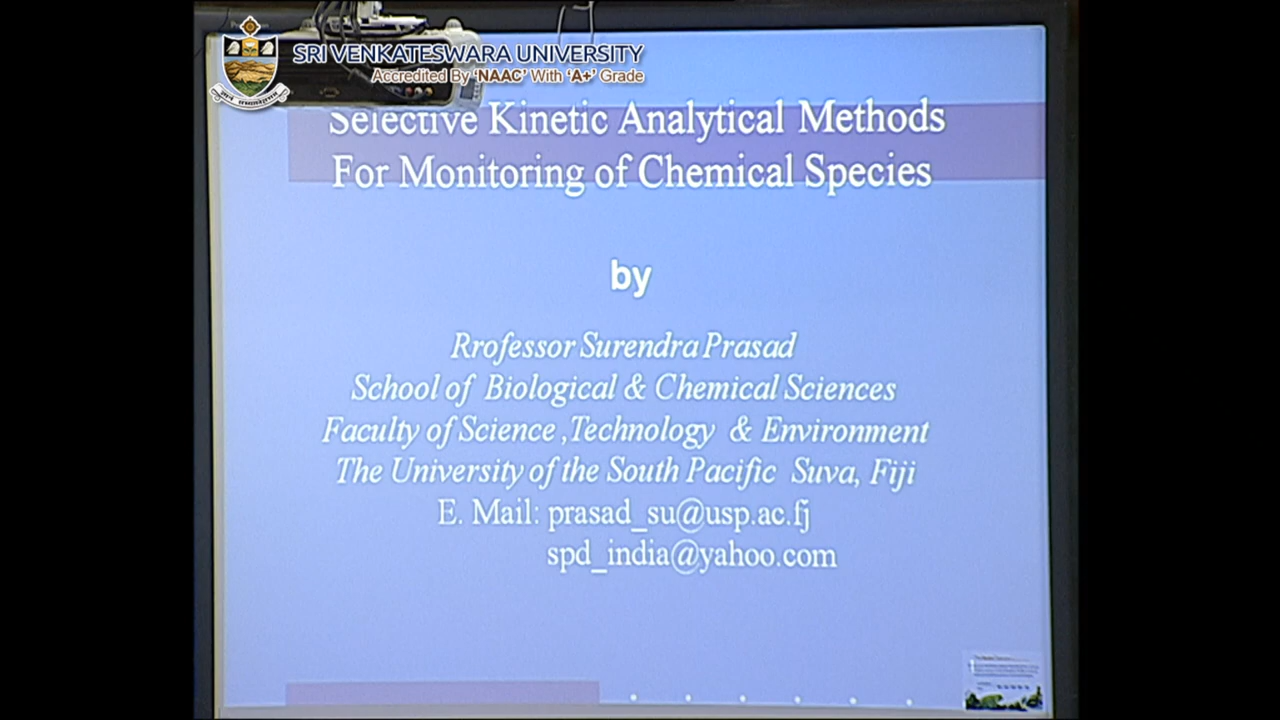 SRI VENKATESWARA UNIVERSITY
Accredited By 'NAAC' With 'A+' Grade
Selective Kinetic Analytical Methods
For Monitoring of Chemical Species
by
Rrofessor Surendra Prasad
School of Biological & Chemical Sciences
Faculty of Science ,Technology & Environment
The University of the South Pacific Suva, Fiji
E. Mail: prasad_su@usp.ac.fj
spd_india@yahoo.com